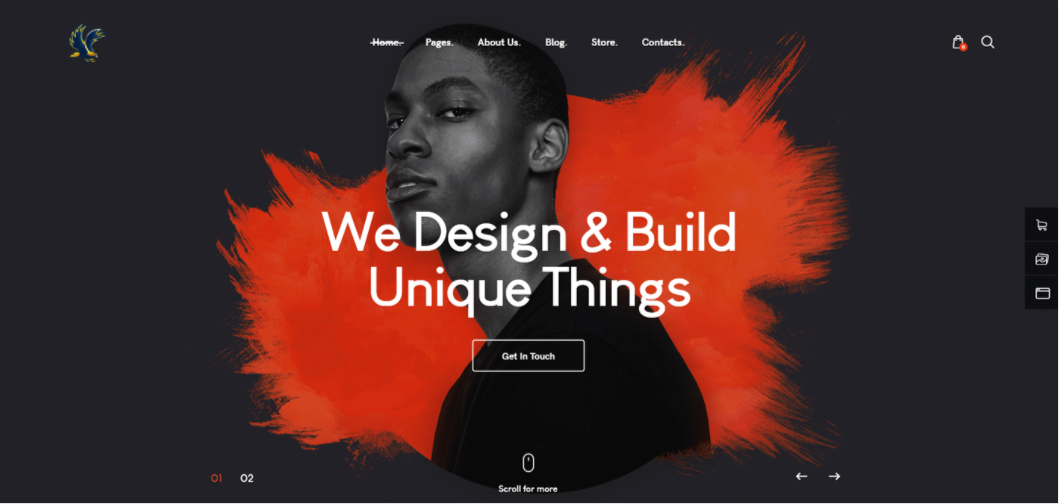 Home.
Pages.
About Us.
Blog.
Store.
Contacts.
0
We Design & Build
Unique Things
Get In Touch
01
02
Scroll for more